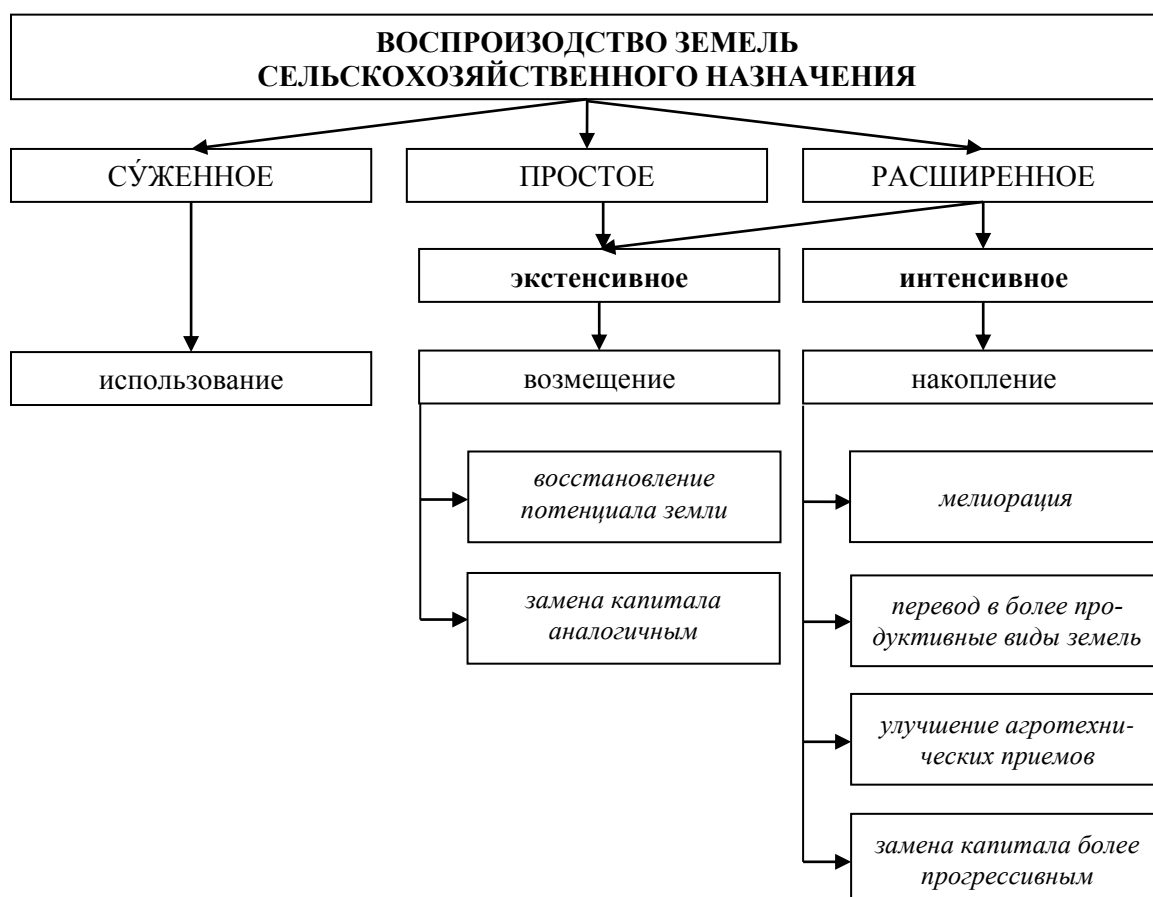 ВОСПРОИЗОДСТВО ЗЕМЕЛЬ
СЕЛЬСКОХОЗЯЙСТВЕННОГО НАЗНАЧЕНИЯ
СУ́ЖЕННОЕ
ПРОСТОЕ
РАСШИРЕННОЕ
экстенсивное
интенсивное
использование
возмещение
накопление
восстановление
потенциала земли
мелиорация
замена капитала
аналогичным
перевод в более про-
дуктивные виды земель
улучшение агротехни-
ческих приемов
замена капитала более
прогрессивным